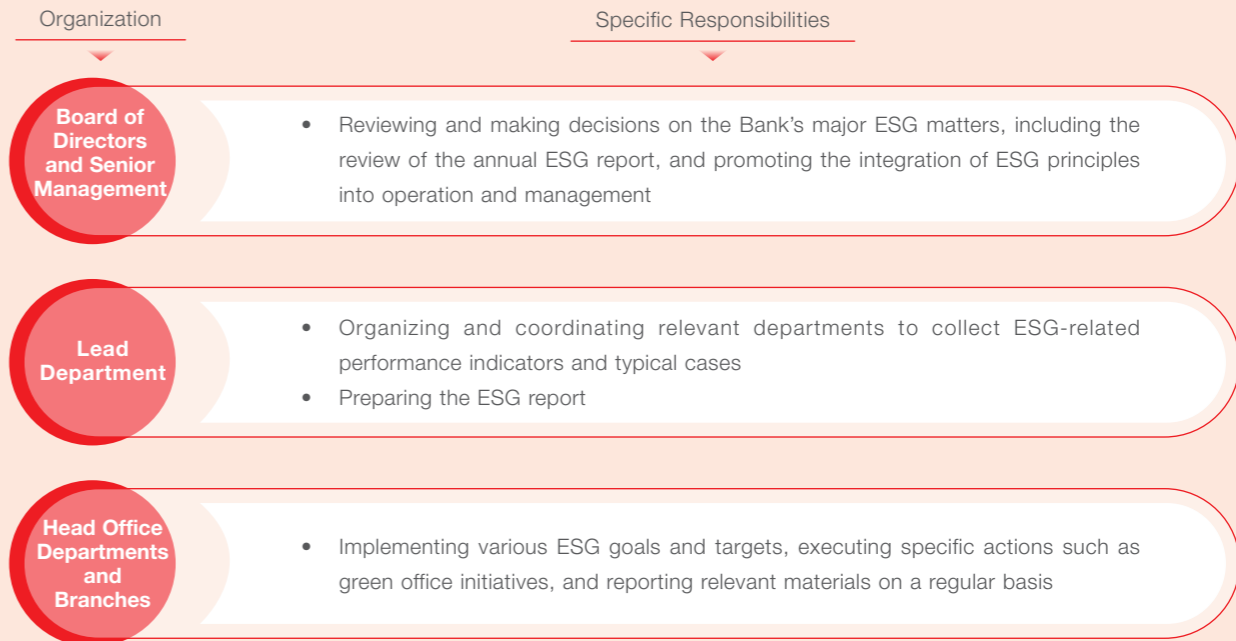 Organization
Specific Responsibilities
Board of
Directors
and Senior
Management
• Reviewing and making decisions on the Bank's major ESG matters, including the
review of the annual ESG report, and promoting the integration of ESG principles
into operation and management
Lead
Department
• Organizing and coordinating relevant departments to collect ESG-related
performance indicators and typical cases
• Preparing the ESG report
Head Office
Departments
and
Branches
• Implementing various ESG goals and targets, executing specific actions such as
green office initiatives, and reporting relevant materials on a regular basis